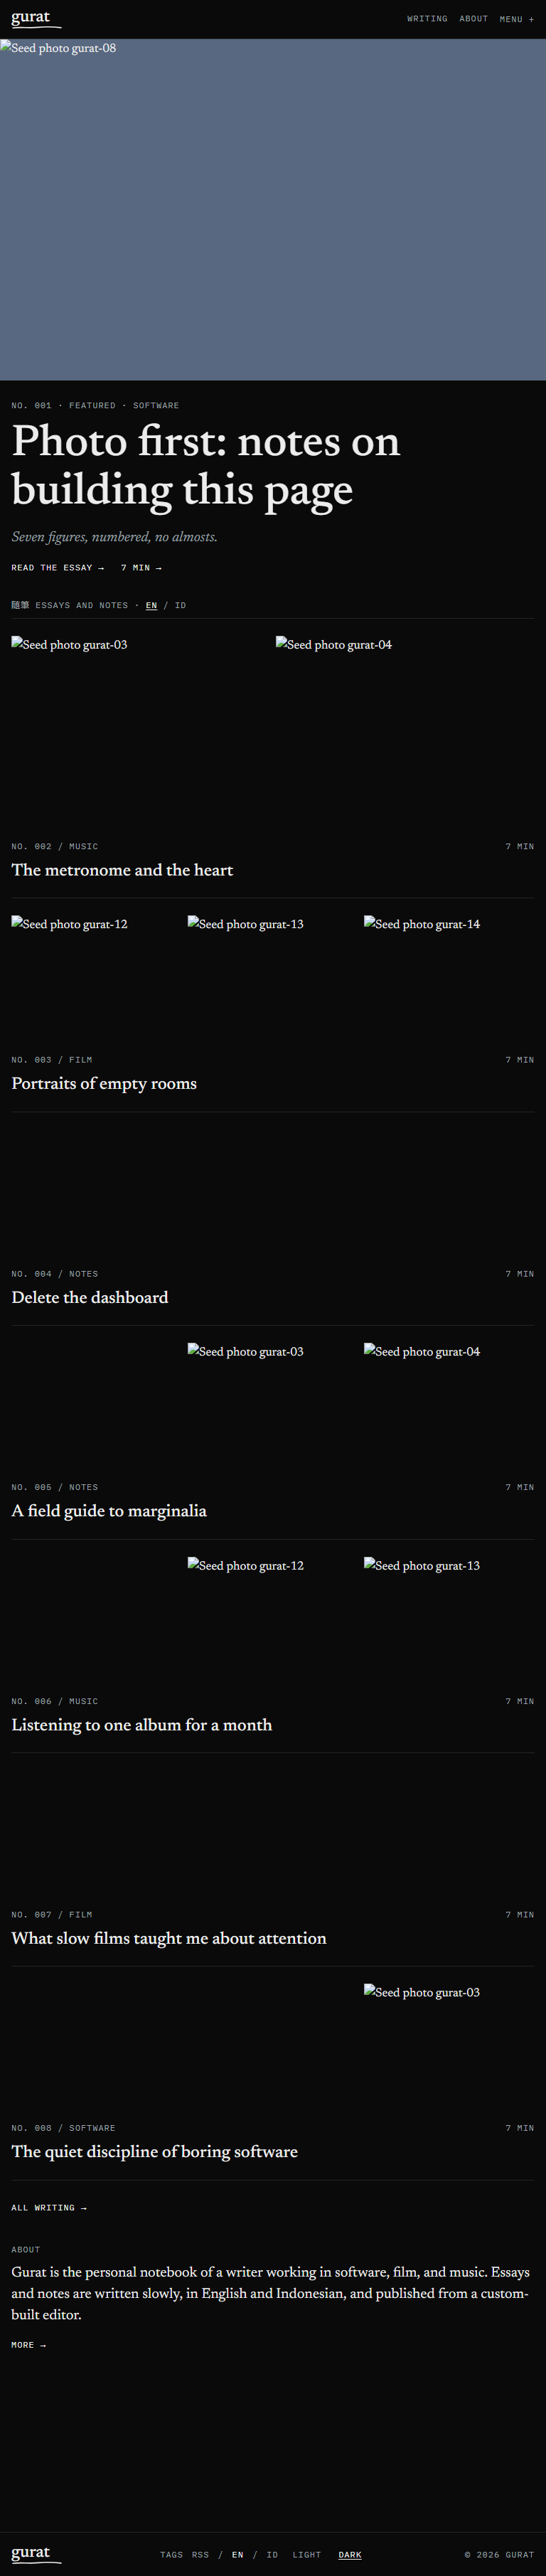 gurat
WRITING ABOUT MENU +
Seed photo gurat-08
NO. 001 · FEATURED · SOFTWARE
Photo first: notes on
building this page
Seven figures, numbered, no almosts.
READ THE ESSAY → 7 MIN →
随筆 ESSAYS AND NOTES · EN / ID
Seed photo gurat-03 Seed photo gurat-04
NO. 002 / MUSIC 7 MIN
The metronome and the heart
Seed photo gurat-12 Seed photo gurat-13 Seed photo gurat-14
NO. 003 / FILM 7 MIN
Portraits of empty rooms
NO. 004 / NOTES 7 MIN
Delete the dashboard
Seed photo gurat-03 Seed photo gurat-04
NO. 005 / NOTES 7 MIN
A field guide to marginalia
Seed photo gurat-12 Seed photo gurat-13
NO. 006 / MUSIC 7 MIN
Listening to one album for a month
NO. 007 / FILM 7 MIN
What slow films taught me about attention
Seed photo gurat-03
NO. 008 / SOFTWARE 7 MIN
The quiet discipline of boring software
ALL WRITING →
ABOUT
Gurat is the personal notebook of a writer working in software, film, and music. Essays
and notes are written slowly, in English and Indonesian, and published from a custom-
built editor.
MORE →
gurat
TAGS RSS / EN / ID LIGHT DARK
© 2026 GURAT